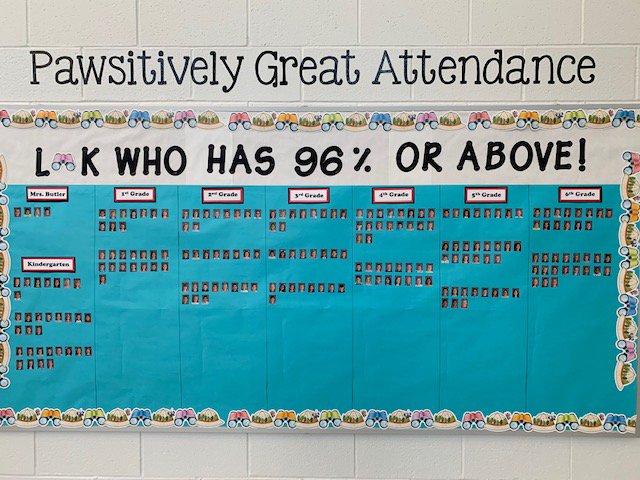 Pawsitively Great Attendance
L K WHO HAS 96% OR ABOVE!
Mrs. Butler
1st Grade
2nd Grade
3rd Grade
4th Grade
5th Grade
6th Grade
Kindergarten